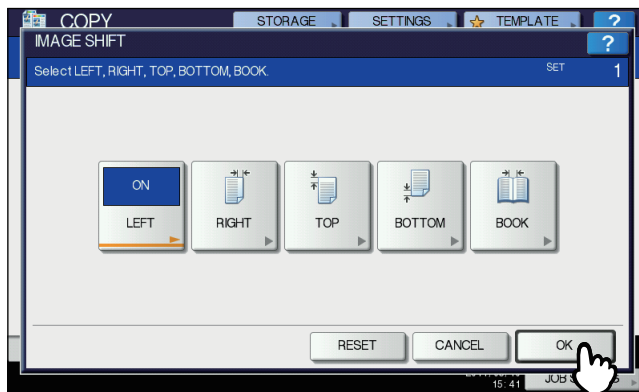 COPY STORAGE SETTINGS TEMPLATE ?
IMAGE SHIFT ?
Select LEFT, RIGHT, TOP, BOTTOM, BOOK. SET 1
ON
LEFT RIGHT TOP BOTTOM BOOK
RESET CANCEL OK
15:41 JOB